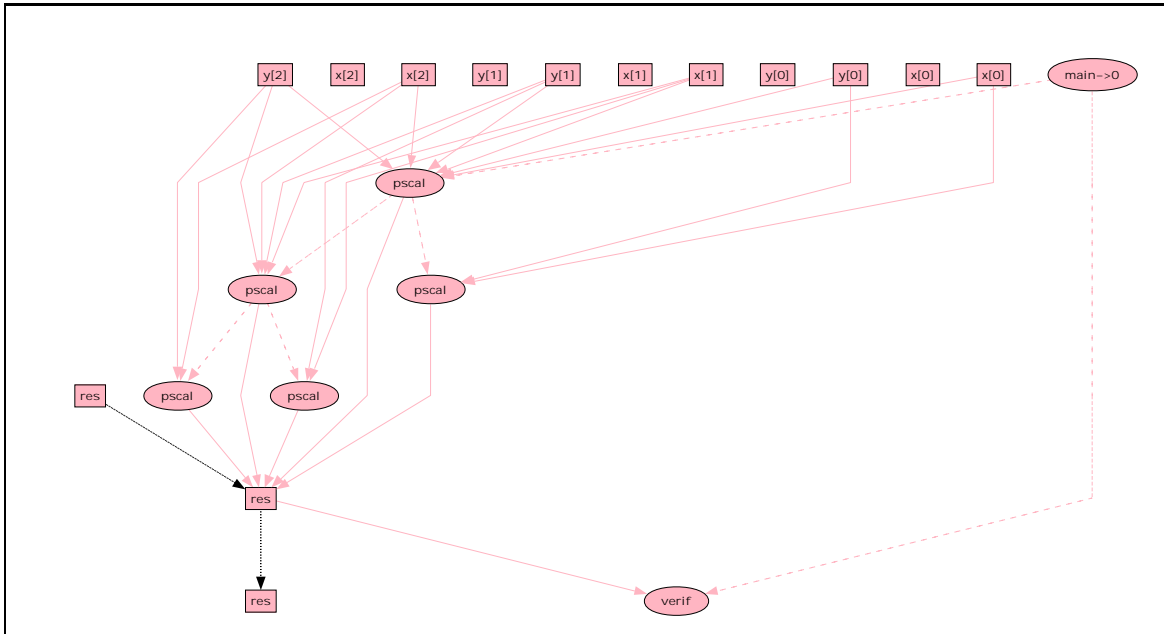 y[2] x[2] x[2] y[1] y[1] x[1] x[1] y[0] y[0] x[0] x[0] main->0
pscal
pscal pscal
res pscal pscal
res
res verif